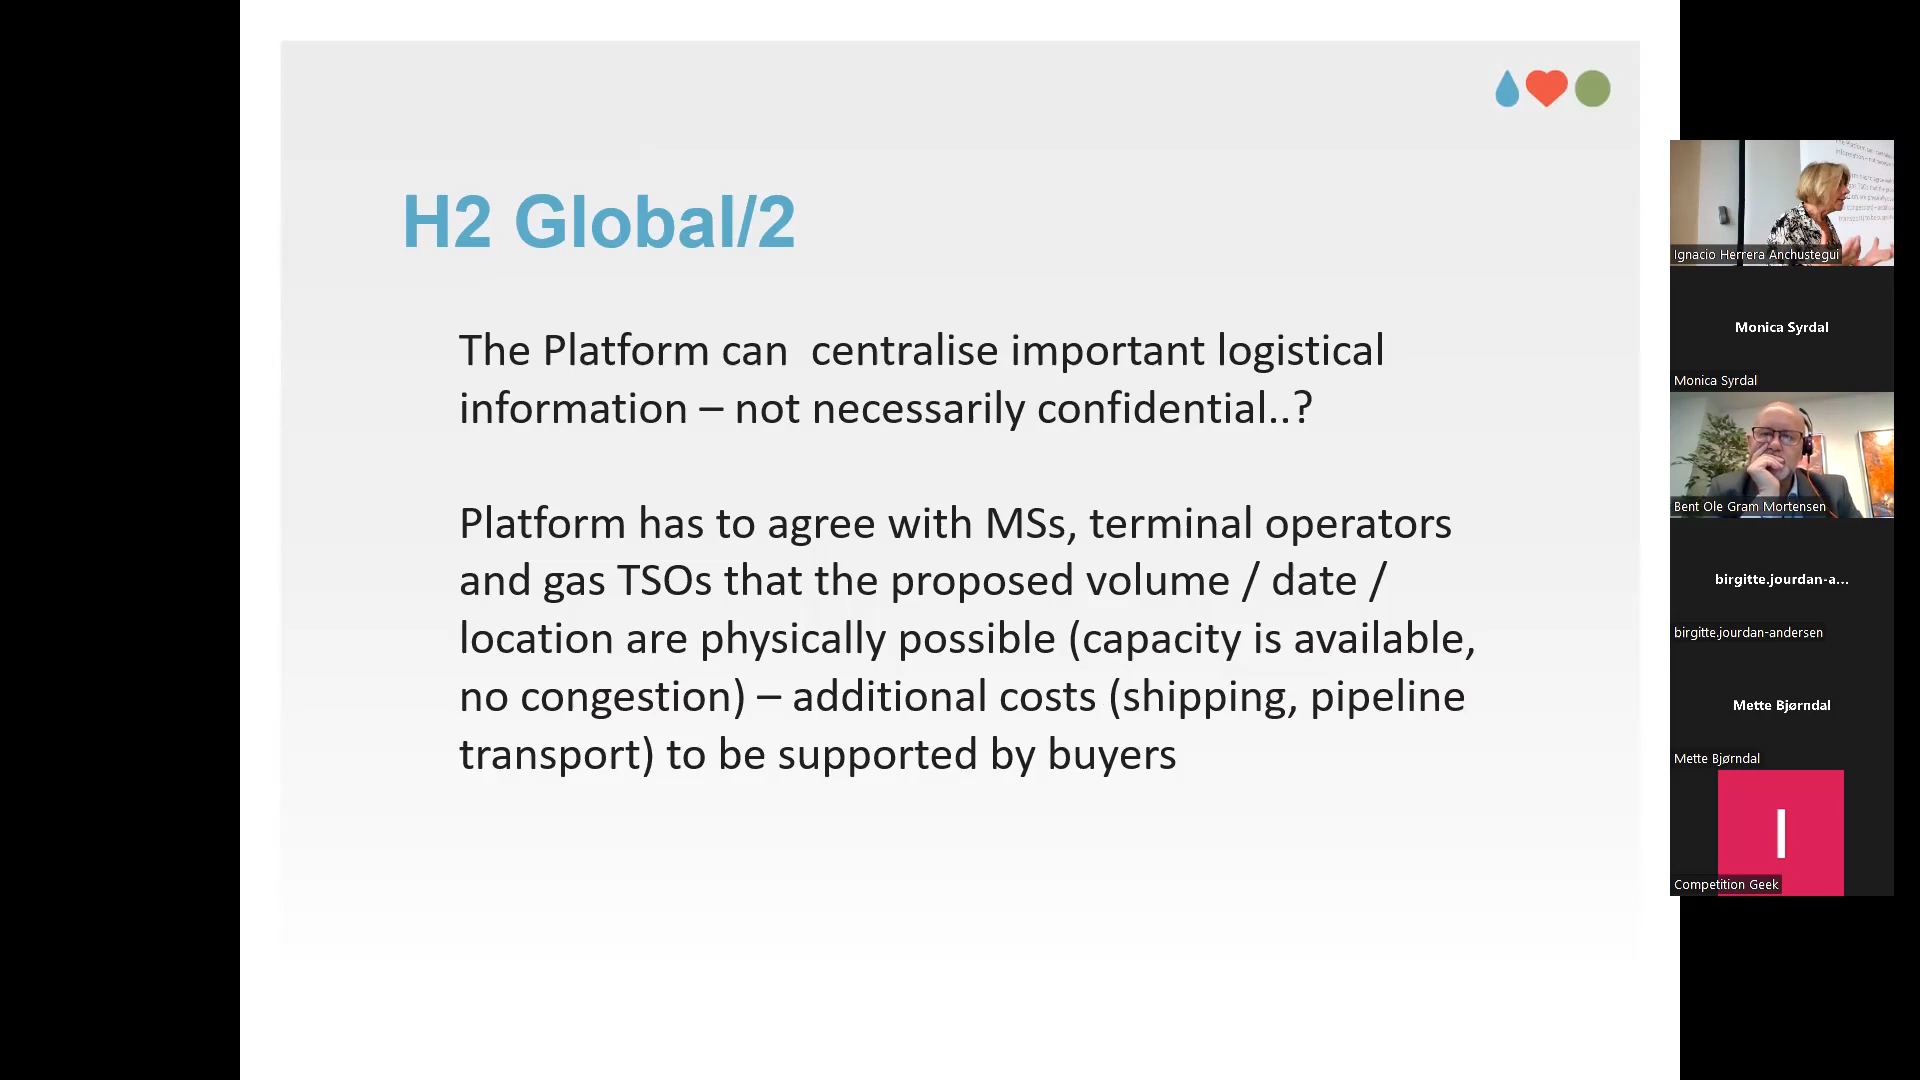 H2 Global/2
The Platform can  centralise important logistical
information – not necessarily confidential..?
Platform has to agree with MSs, terminal operators
and gas TSOs that the proposed volume / date /
location are physically possible (capacity is available,
no congestion) – additional costs (shipping, pipeline
transport) to be supported by buyers
Ignacio Herrera Anchustegui
Monica Syrdal
Monica Syrdal
Bent Ole Gram Mortensen
birgitte.jourdan-a...
birgitte.jourdan-andersen
Mette Bjørndal
Mette Bjørndal
I
Competition Geek